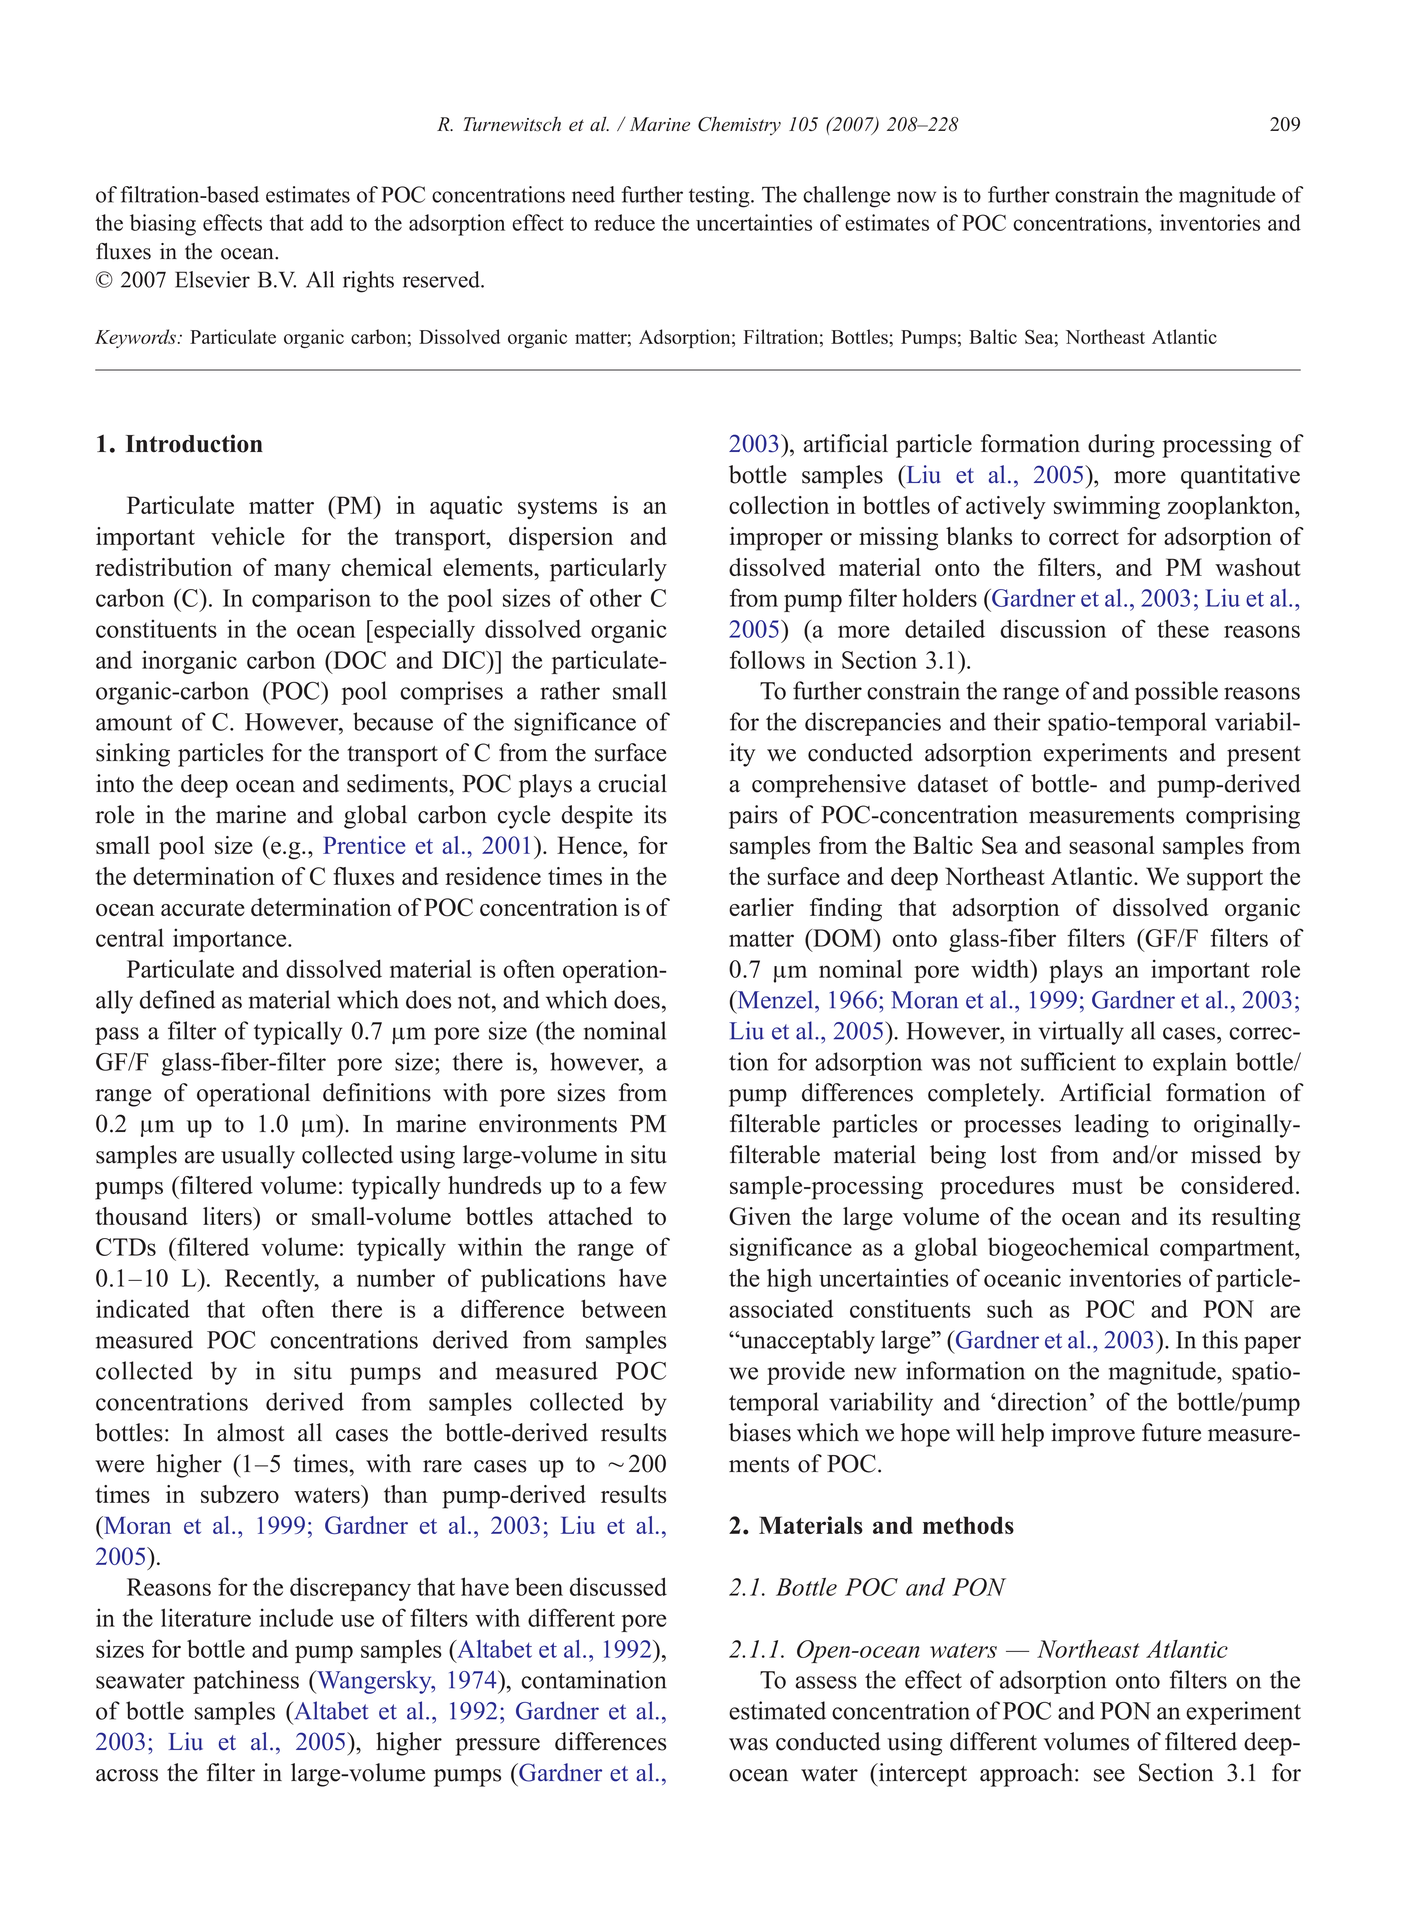 R. Turnewitsch et al. / Marine Chemistry 105 (2007) 208–228
209
of filtration-based estimates of POC concentrations need further testing. The challenge now is to further constrain the magnitude of
the biasing effects that add to the adsorption effect to reduce the uncertainties of estimates of POC concentrations, inventories and
fluxes in the ocean.
© 2007 Elsevier B.V. All rights reserved.
Keywords: Particulate organic carbon; Dissolved organic matter; Adsorption; Filtration; Bottles; Pumps; Baltic Sea; Northeast Atlantic
1. Introduction
Particulate matter (PM) in aquatic systems is an
important vehicle for the transport, dispersion and
redistribution of many chemical elements, particularly
carbon (C). In comparison to the pool sizes of other C
constituents in the ocean [especially dissolved organic
and inorganic carbon (DOC and DIC)] the particulate-
organic-carbon (POC) pool comprises a rather small
amount of C. However, because of the significance of
sinking particles for the transport of C from the surface
into the deep ocean and sediments, POC plays a crucial
role in the marine and global carbon cycle despite its
small pool size (e.g., Prentice et al., 2001). Hence, for
the determination of C fluxes and residence times in the
ocean accurate determination of POC concentration is of
central importance.
Particulate and dissolved material is often operation-
ally defined as material which does not, and which does,
pass a filter of typically 0.7 μm pore size (the nominal
GF/F glass-fiber-filter pore size; there is, however, a
range of operational definitions with pore sizes from
0.2 μm up to 1.0 μm). In marine environments PM
samples are usually collected using large-volume in situ
pumps (filtered volume: typically hundreds up to a few
thousand liters) or small-volume bottles attached to
CTDs (filtered volume: typically within the range of
0.1–10 L). Recently, a number of publications have
indicated that often there is a difference between
measured POC concentrations derived from samples
collected by in situ pumps and measured POC
concentrations derived from samples collected by
bottles: In almost all cases the bottle-derived results
were higher (1–5 times, with rare cases up to ~200
times in subzero waters) than pump-derived results
(Moran et al., 1999; Gardner et al., 2003; Liu et al.,
2005).
Reasons for the discrepancy that have been discussed
in the literature include use of filters with different pore
sizes for bottle and pump samples (Altabet et al., 1992),
seawater patchiness (Wangersky, 1974), contamination
of bottle samples (Altabet et al., 1992; Gardner et al.,
2003; Liu et al., 2005), higher pressure differences
across the filter in large-volume pumps (Gardner et al.,
2003), artificial particle formation during processing of
bottle samples (Liu et al., 2005), more quantitative
collection in bottles of actively swimming zooplankton,
improper or missing blanks to correct for adsorption of
dissolved material onto the filters, and PM washout
from pump filter holders (Gardner et al., 2003; Liu et al.,
2005) (a more detailed discussion of these reasons
follows in Section 3.1).
To further constrain the range of and possible reasons
for the discrepancies and their spatio-temporal variabil-
ity we conducted adsorption experiments and present
a comprehensive dataset of bottle- and pump-derived
pairs of POC-concentration measurements comprising
samples from the Baltic Sea and seasonal samples from
the surface and deep Northeast Atlantic. We support the
earlier finding that adsorption of dissolved organic
matter (DOM) onto glass-fiber filters (GF/F filters of
0.7 μm nominal pore width) plays an important role
(Menzel, 1966; Moran et al., 1999; Gardner et al., 2003;
Liu et al., 2005). However, in virtually all cases, correc-
tion for adsorption was not sufficient to explain bottle/
pump differences completely. Artificial formation of
filterable particles or processes leading to originally-
filterable material being lost from and/or missed by
sample-processing procedures must be considered.
Given the large volume of the ocean and its resulting
significance as a global biogeochemical compartment,
the high uncertainties of oceanic inventories of particle-
associated constituents such as POC and PON are
“unacceptably large” (Gardner et al., 2003). In this paper
we provide new information on the magnitude, spatio-
temporal variability and ‘direction’ of the bottle/pump
biases which we hope will help improve future measure-
ments of POC.
2. Materials and methods
2.1. Bottle POC and PON
2.1.1. Open-ocean waters — Northeast Atlantic
To assess the effect of adsorption onto filters on the
estimated concentration of POC and PON an experiment
was conducted using different volumes of filtered deep-
ocean water (intercept approach: see Section 3.1 for